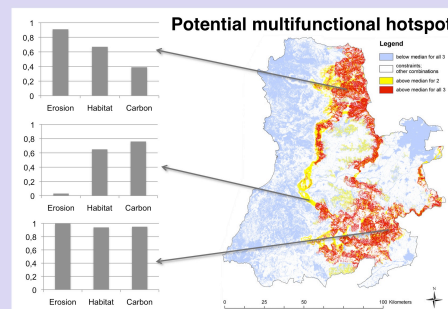 Potential multifunctional hotspot
1
0,8
0,6
0,4
0,2
0
Erosion Habitat Carbon
1
0,8
0,6
0,4
0,2
0
Erosion Habitat Carbon
0,8
0,6
0,4
0,2
0
Erosion Habitat Carbon
Legend
below median for all 3
constraints;
other combinations
above median for 2
above median for all 3
0 25 50 100 Kilometers
N